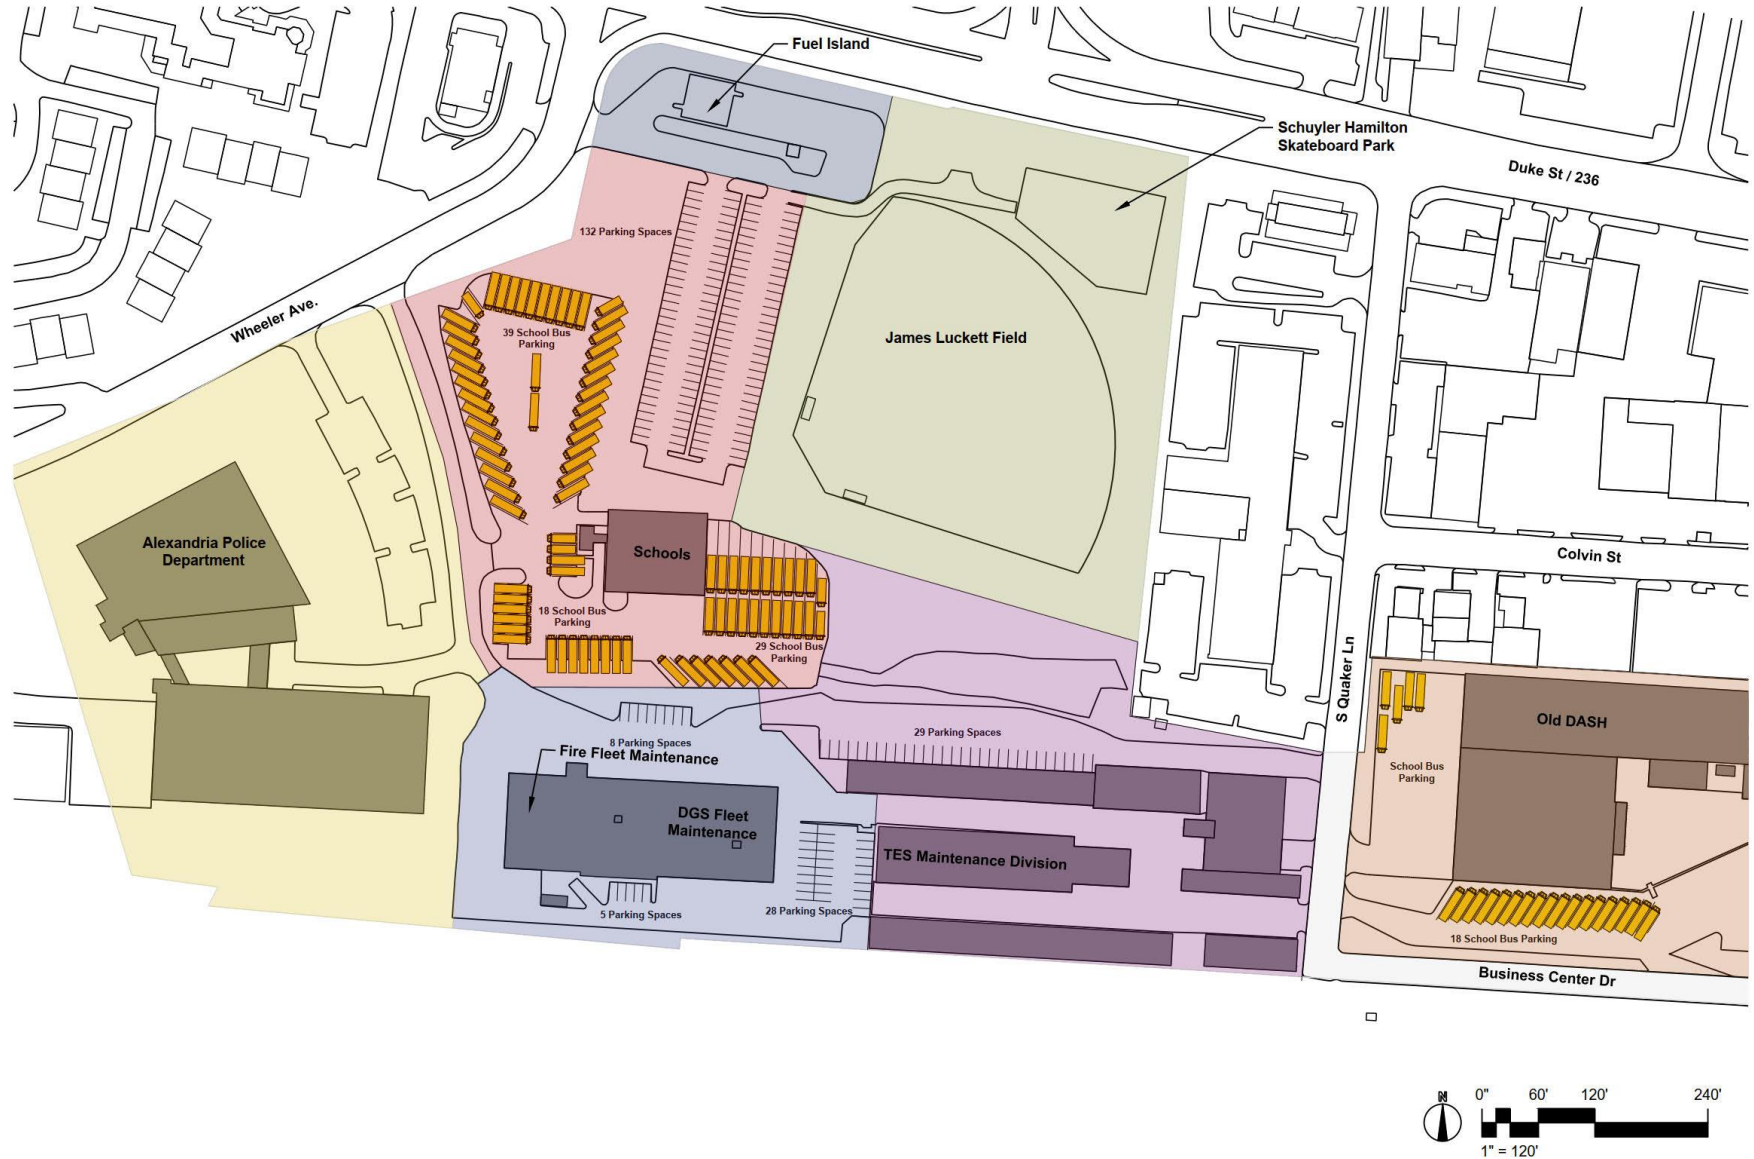 Fuel Island
Schuyler Hamilton
Skateboard Park
Duke St / 236
132 Parking Spaces
Wheeler Ave.
39 School Bus
Parking
James Luckett Field
Alexandria Police
Department
Schools
Colvin St
18 School Bus
Parking
29 School Bus
Parking
S Quaker Ln
Old DASH
8 Parking Spaces
Fire Fleet Maintenance
29 Parking Spaces
School Bus
Parking
DGS Fleet
Maintenance
TES Maintenance Division
5 Parking Spaces
28 Parking Spaces
18 School Bus Parking
Business Center Dr
N
0" 60' 120' 240'
1" = 120'